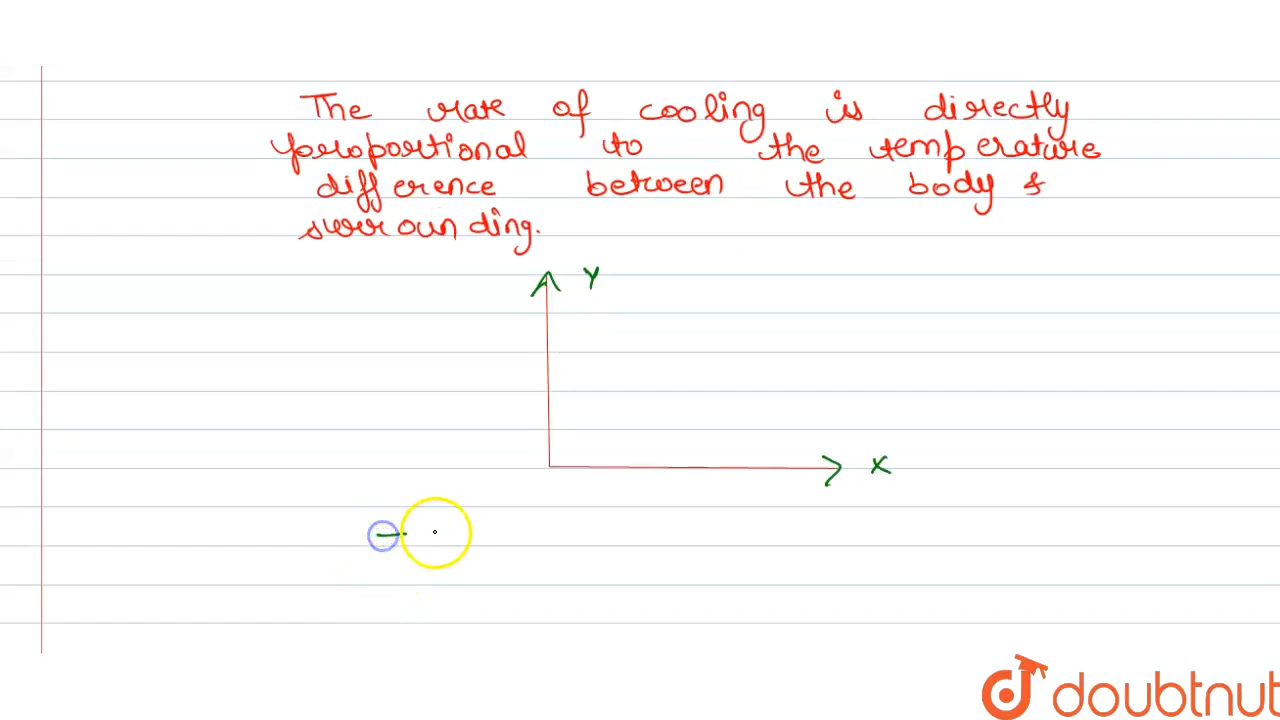 The rate of cooling is directly
proportional to the temperature
difference between the body &
surrounding.
Y
X
doubtnut